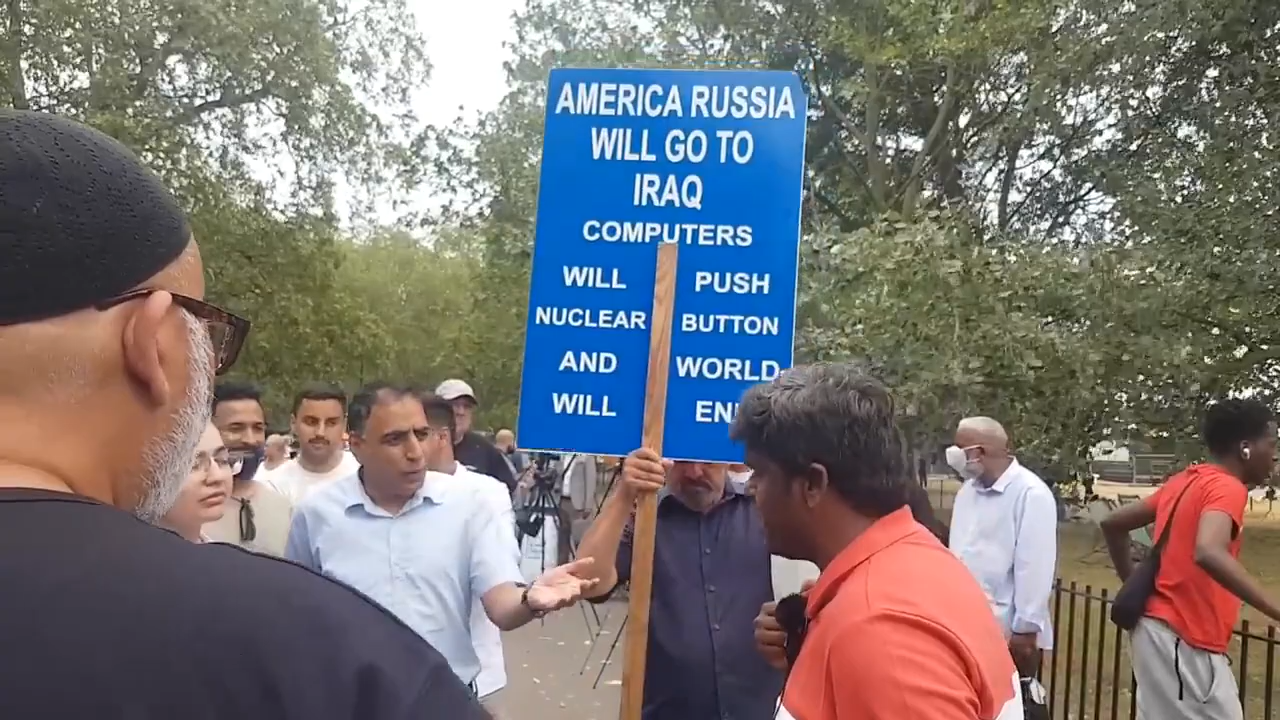 AMERICA RUSSIA
WILL GO TO
IRAQ
COMPUTERS
WILL PUSH
NUCLEAR BUTTON
AND WORLD
WILL